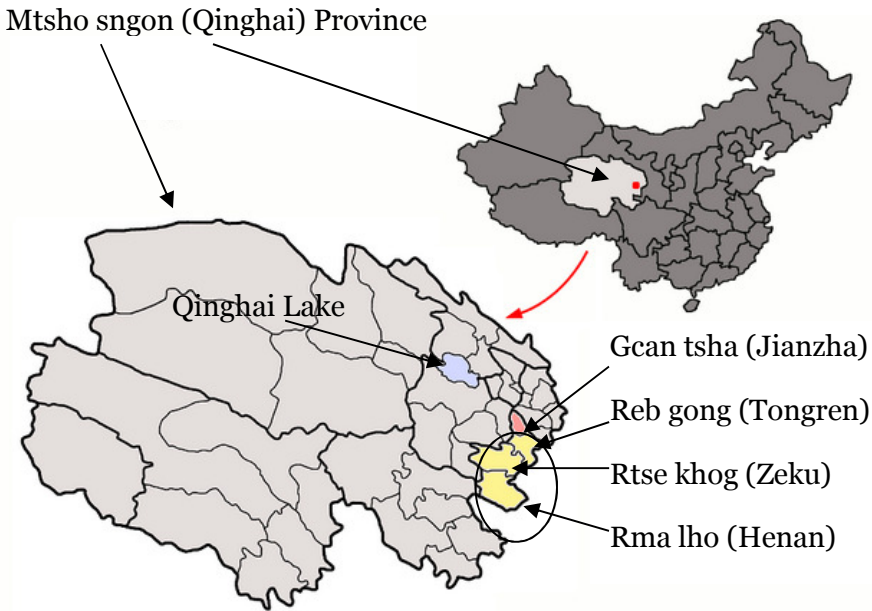 Mtsho sngon (Qinghai) Province
Qinghai Lake
Gcan tsha (Jianzha)
Reb gong (Tongren)
Rtse khog (Zeku)
Rma lho (Henan)